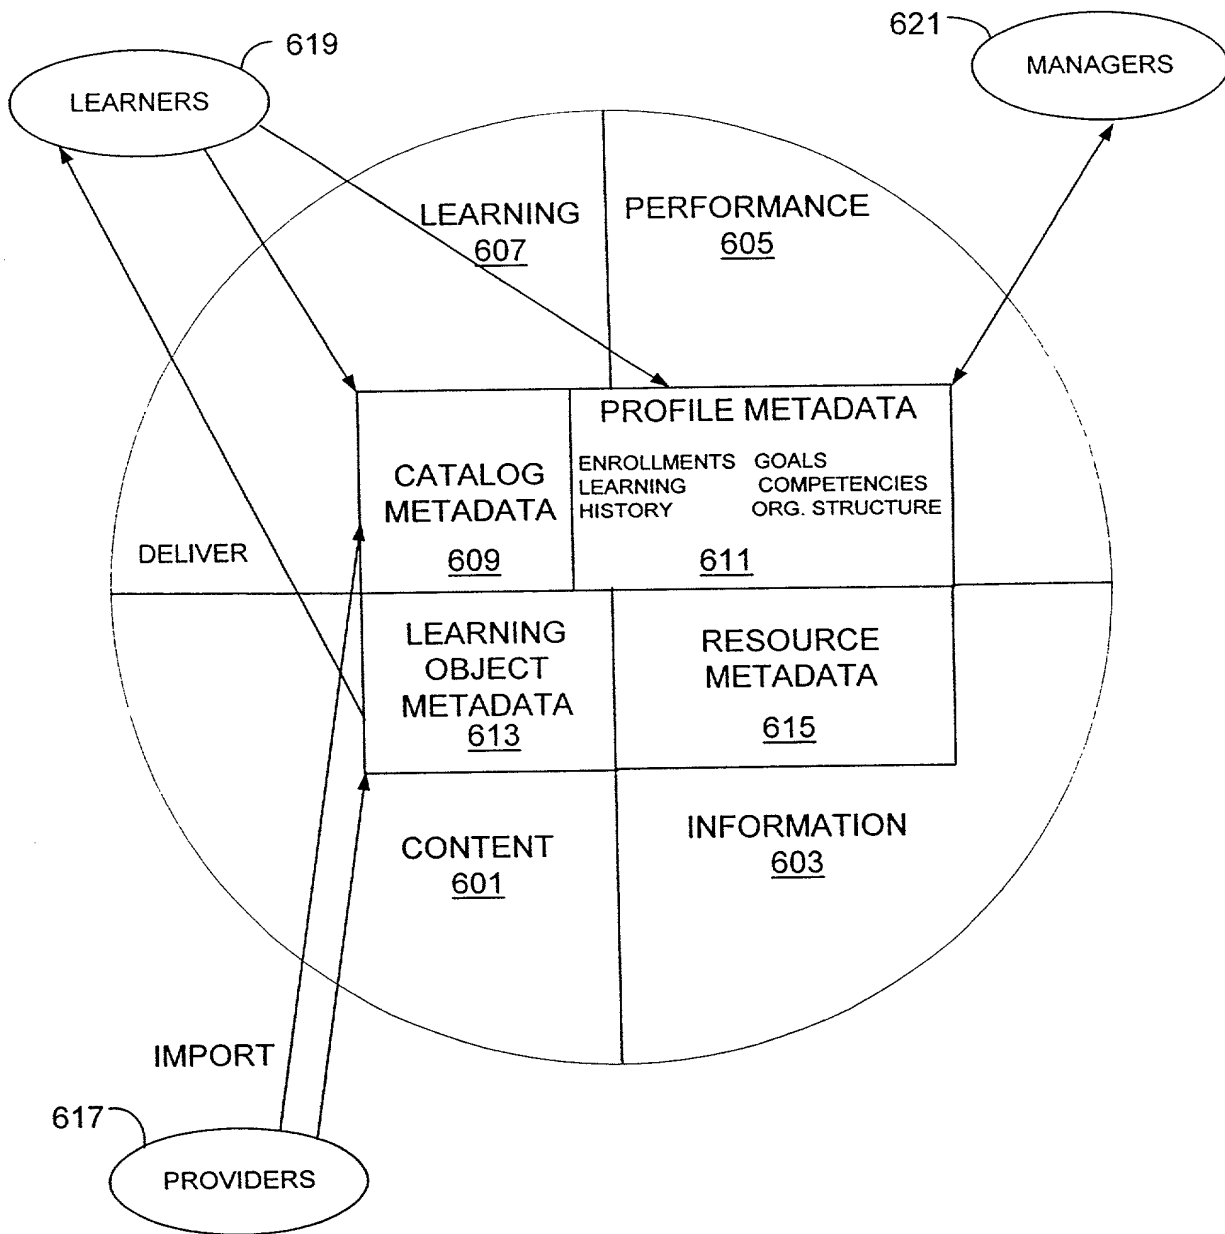 619
621
LEARNERS
MANAGERS
LEARNING
607
PERFORMANCE
605
PROFILE METADATA
ENROLLMENTS GOALS
LEARNING COMPETENCIES
HISTORY ORG. STRUCTURE
611
CATALOG
METADATA
609
DELIVER
LEARNING
OBJECT
METADATA
613
RESOURCE
METADATA
615
CONTENT
601
INFORMATION
603
IMPORT
617
PROVIDERS